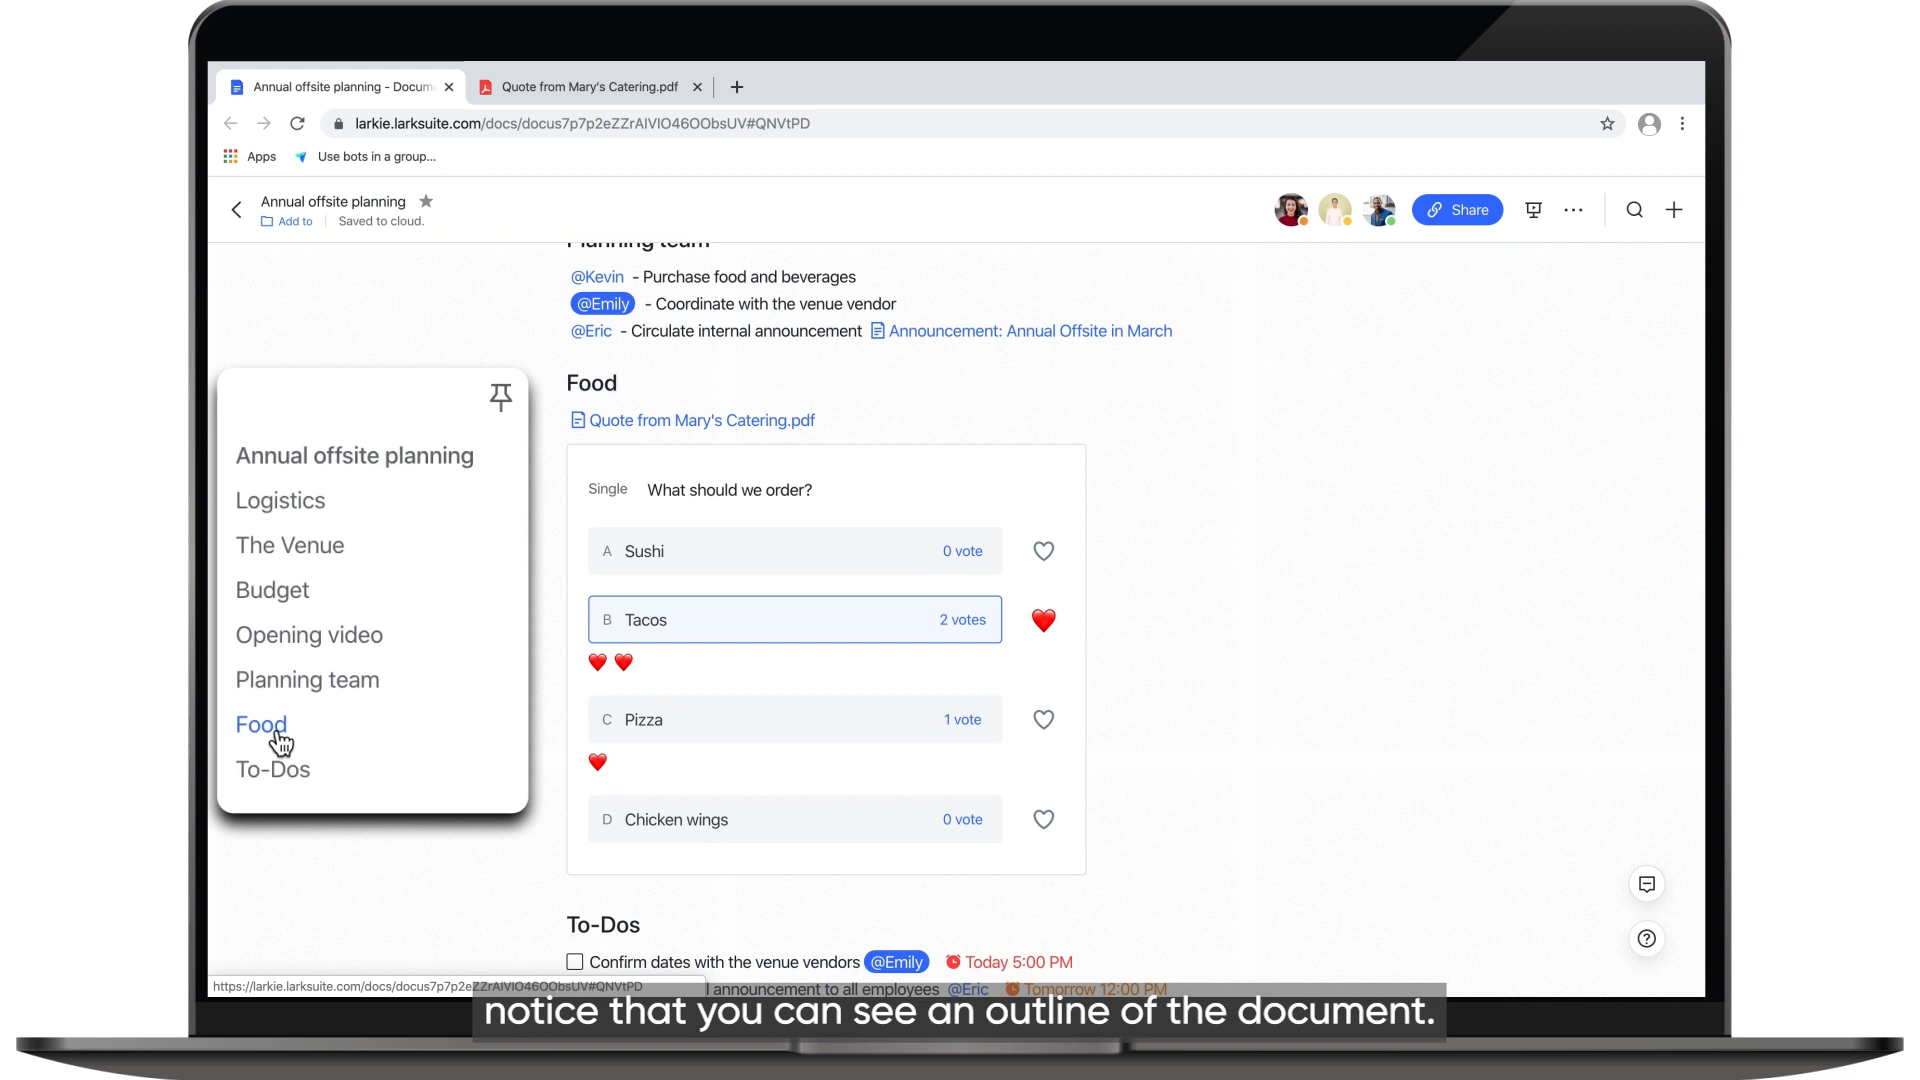 Annual offsite planning - Docum
Quote from Mary's Catering.pdf
larkie.larksuite.com/docs/docus7p7p2eZZrAIVIO46OObsUV#QNVtPD
Apps
Use bots in a group...
Annual offsite planning
Add to
Saved to cloud.
Share
Planning team
@Kevin - Purchase food and beverages
@Emily - Coordinate with the venue vendor
@Eric - Circulate internal announcement Announcement: Annual Offsite in March
Annual offsite planning
Logistics
The Venue
Budget
Opening video
Planning team
Food
To-Dos
Food
Quote from Mary's Catering.pdf
Single What should we order?
A Sushi 0 vote
B Tacos 2 votes
C Pizza 1 vote
D Chicken wings 0 vote
To-Dos
Confirm dates with the venue vendors @Emily Today 5:00 PM
announcement to all employees @Eric Tomorrow 12:00 PM
https://larkie.larksuite.com/docs/docus7p7p2eZZrAIVIO46OObsUV#QNVtPD
notice that you can see an outline of the document.